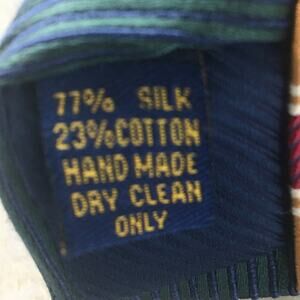 77% SILK
23% COTTON
HAND MADE
DRY CLEAN
ONLY